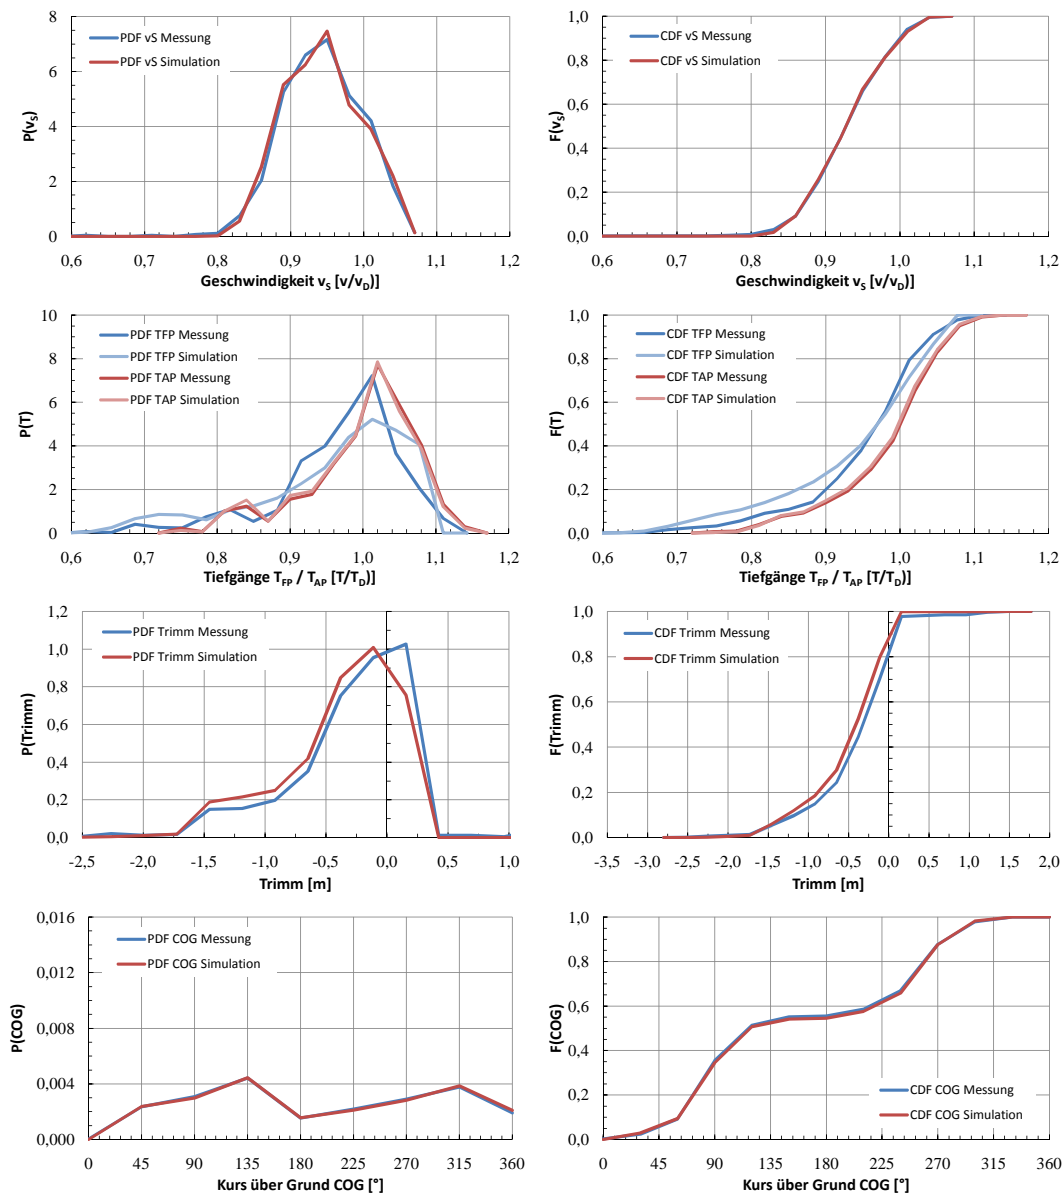 8
6
4
2
0
P(vS)
PDF vS Messung
PDF vS Simulation
0,6 0,7 0,8 0,9 1,0 1,1 1,2
Geschwindigkeit vS [v/vD)]
1,0
0,8
0,6
0,4
0,2
0,0
F(vS)
CDF vS Messung
CDF vS Simulation
0,6 0,7 0,8 0,9 1,0 1,1 1,2
Geschwindigkeit vS [v/vD)]
10
8
6
4
2
0
P(T)
PDF TFP Messung
PDF TFP Simulation
PDF TAP Messung
PDF TAP Simulation
0,6 0,7 0,8 0,9 1,0 1,1 1,2
Tiefgänge TFP / TAP [T/TD)]
1,0
0,8
0,6
0,4
0,2
0,0
F(T)
CDF TFP Messung
CDF TFP Simulation
CDF TAP Messung
CDF TAP Simulation
0,6 0,7 0,8 0,9 1,0 1,1 1,2
Tiefgänge TFP / TAP [T/TD)]
1,2
1,0
0,8
0,6
0,4
0,2
0,0
P(Trimm)
PDF Trimm Messung
PDF Trimm Simulation
-2,5 -2,0 -1,5 -1,0 -0,5 0,0 0,5 1,0
Trimm [m]
1,0
0,8
0,6
0,4
0,2
0,0
F(Trimm)
CDF Trimm Messung
CDF Trimm Simulation
-3,5 -3,0 -2,5 -2,0 -1,5 -1,0 -0,5 0,0 0,5 1,0 1,5 2,0
Trimm [m]
0,016
0,012
0,008
0,004
0,000
P(COG)
PDF COG Messung
PDF COG Simulation
0 45 90 135 180 225 270 315 360
Kurs über Grund COG [°]
1,0
0,8
0,6
0,4
0,2
0,0
F(COG)
CDF COG Messung
CDF COG Simulation
0 45 90 135 180 225 270 315 360
Kurs über Grund COG [°]